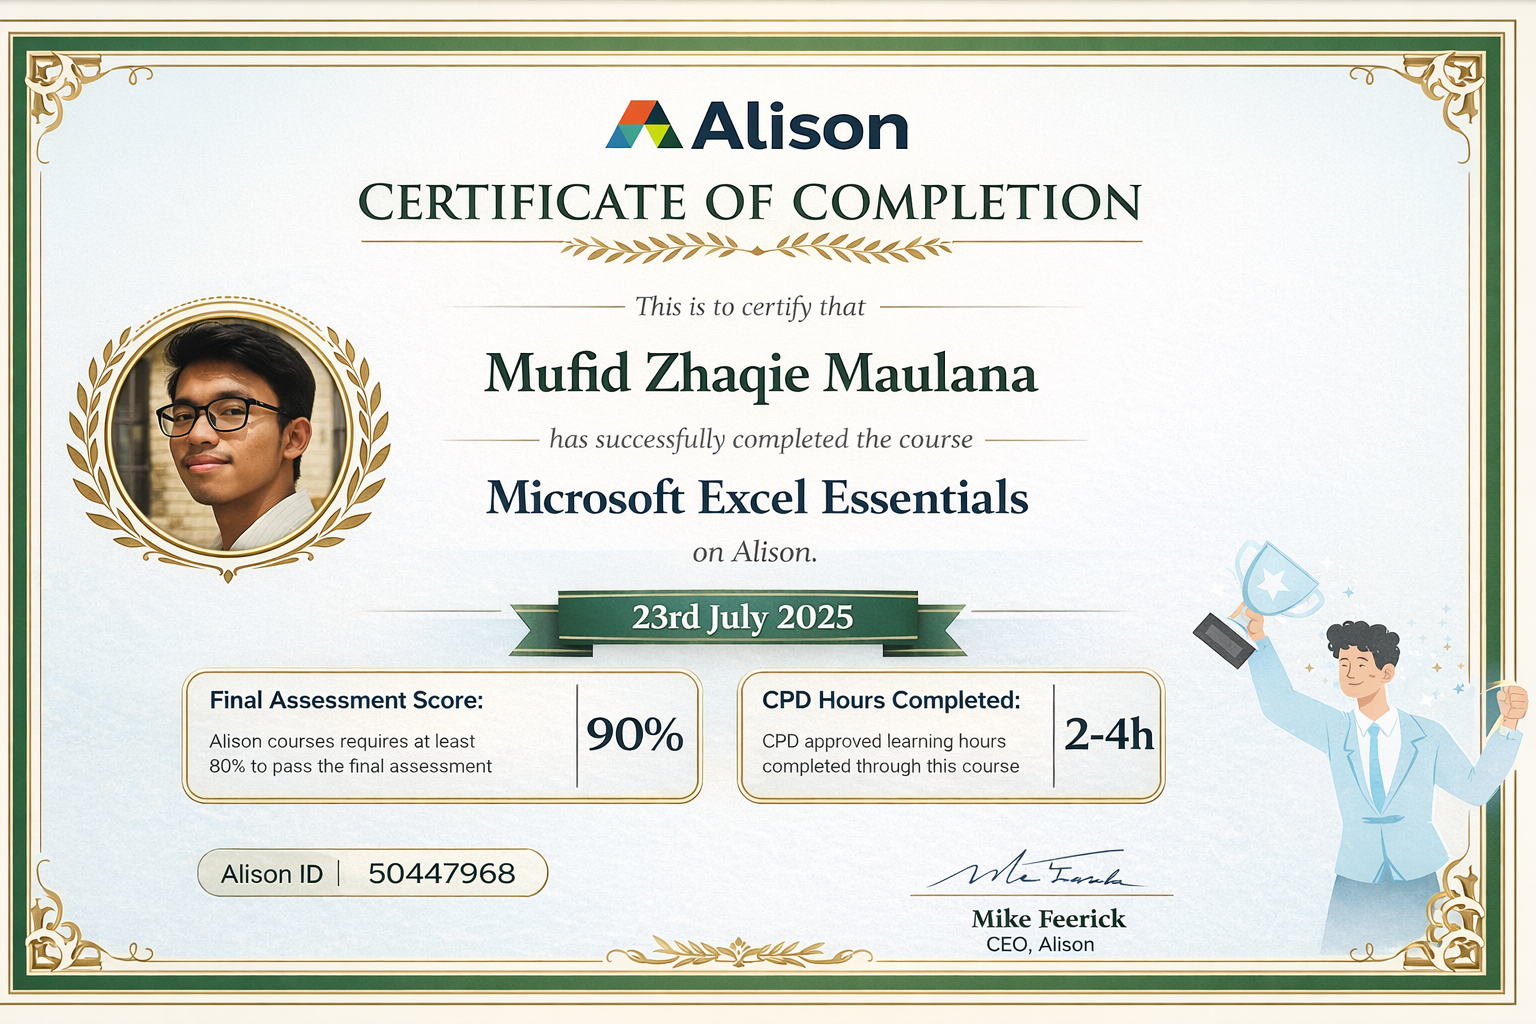 Alison
CERTIFICATE OF COMPLETION
This is to certify that
Mufid Zhaqie Maulana
has successfully completed the course
Microsoft Excel Essentials
on Alison.
23rd July 2025
Final Assessment Score:
Alison courses requires at least
80% to pass the final assessment
90%
CPD Hours Completed:
CPD approved learning hours
completed through this course
2-4h
Alison ID | 50447968
Mike Feerick
CEO, Alison